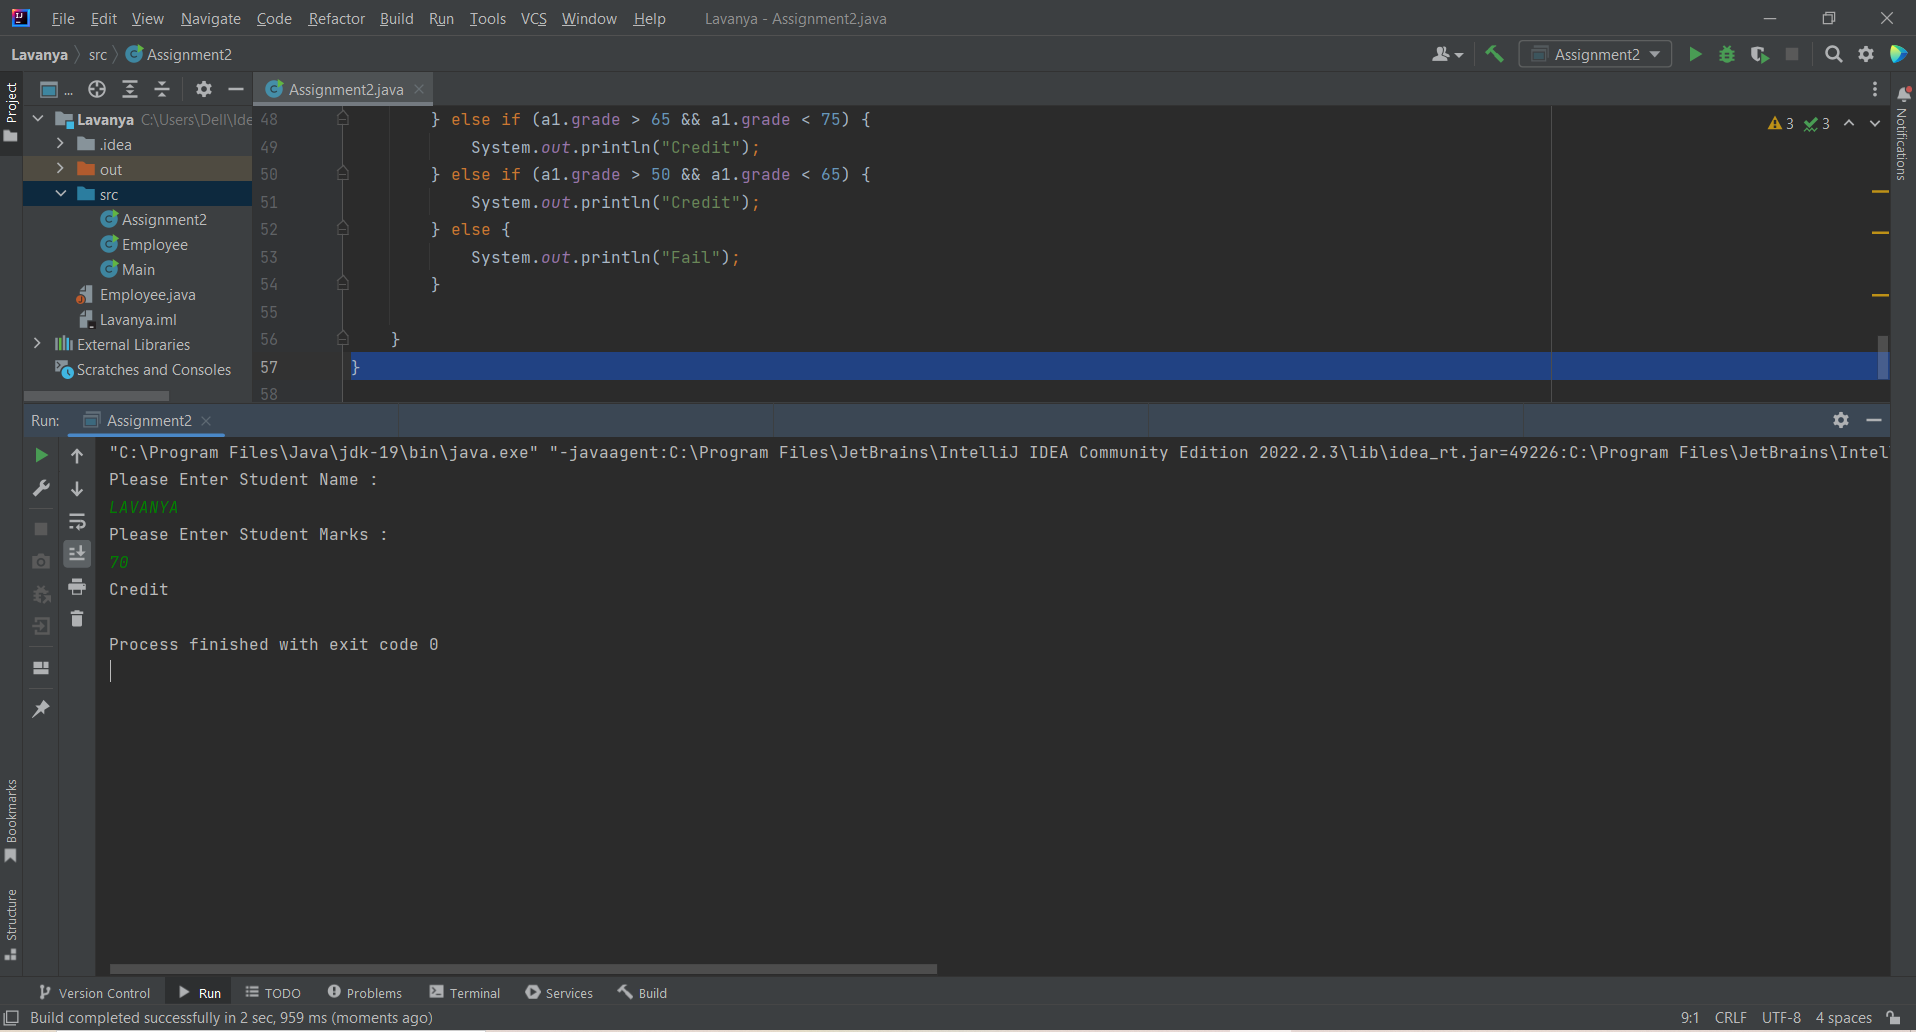 File Edit View Navigate Code Refactor Build Run Tools VCS Window Help Lavanya - Assignment2.java
Lavanya src Assignment2 Assignment2
Project
...
Assignment2.java
Notifications
Lavanya C:\Users\Dell\Ide
.idea
out
src
Assignment2
Employee
Main
Employee.java
Lavanya.iml
External Libraries
Scratches and Consoles
3 3
48 } else if (a1.grade > 65 && a1.grade < 75) {
49 System.out.println("Credit");
50 } else if (a1.grade > 50 && a1.grade < 65) {
51 System.out.println("Credit");
52 } else {
53 System.out.println("Fail");
54 }
55
56 }
57 }
58
Run: Assignment2
"C:\Program Files\Java\jdk-19\bin\java.exe" "-javaagent:C:\Program Files\JetBrains\IntelliJ IDEA Community Edition 2022.2.3\lib\idea_rt.jar=49226:C:\Program Files\JetBrains\Intel
Please Enter Student Name :
LAVANYA
Please Enter Student Marks :
70
Credit
Process finished with exit code 0
Bookmarks
Structure
Version Control Run TODO Problems Terminal Services Build
Build completed successfully in 2 sec, 959 ms (moments ago) 9:1 CRLF UTF-8 4 spaces